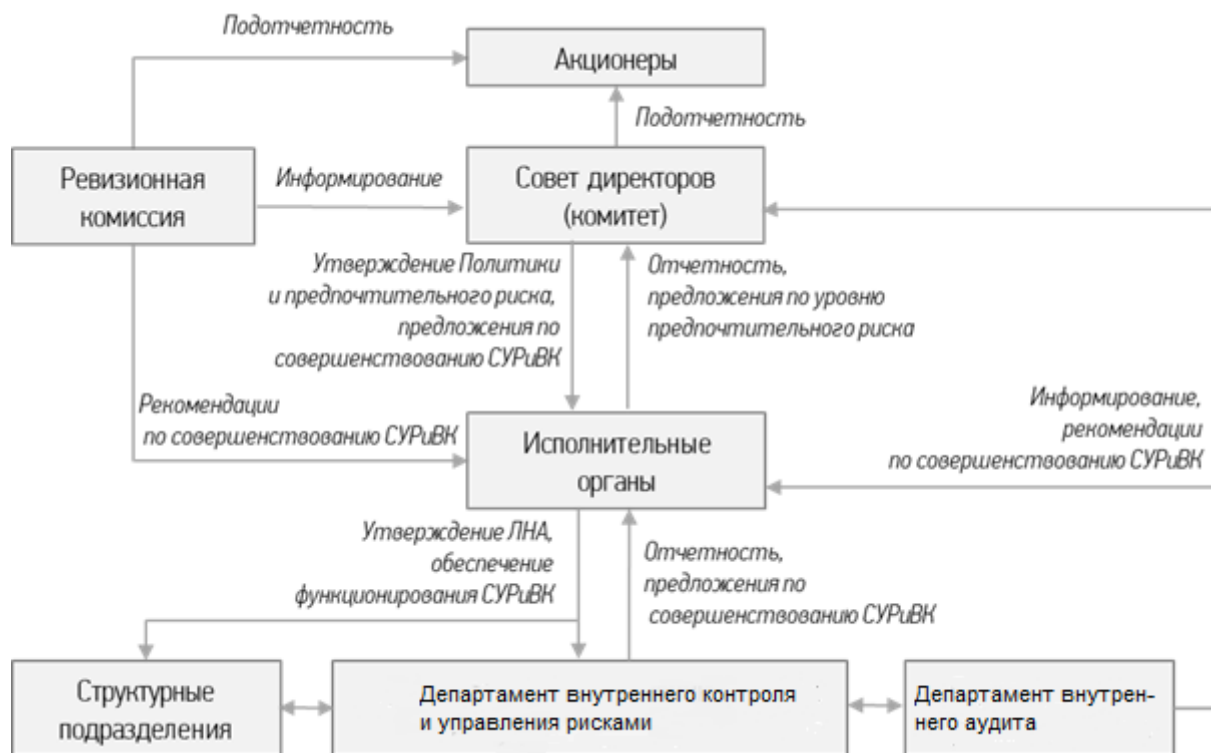 Подотчетность
Акционеры
Подотчетность
Ревизионная
комиссия
Информирование
Совет директоров
(комитет)
Утверждение Политики
и предпочтительного риска,
предложения по
совершенствованию СУРиВК
Отчетность,
предложения по уровню
предпочтительного риска
Рекомендации
по совершенствованию СУРиВК
Информирование,
рекомендации
по совершенствованию СУРиВК
Исполнительные
органы
Утверждение ЛНА,
обеспечение
функционирования СУРиВК
Отчетность,
предложения по
совершенствованию СУРиВК
Структурные
подразделения
Департамент внутреннего контроля
и управления рисками
Департамент внутрен-
него аудита